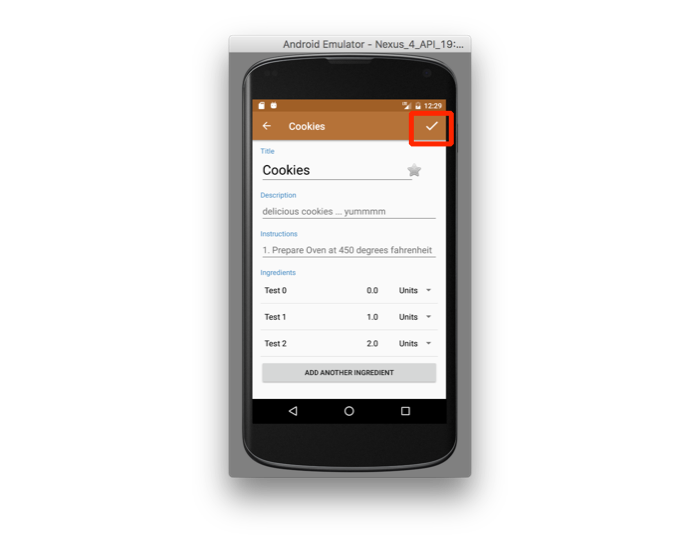 Android Emulator - Nexus_4_API_19:...
12:29
Cookies
Title
Cookies
Description
delicious cookies ... yummmm
Instructions
1. Prepare Oven at 450 degrees fahrenheit
Ingredients
Test 0 0.0 Units
Test 1 1.0 Units
Test 2 2.0 Units
ADD ANOTHER INGREDIENT